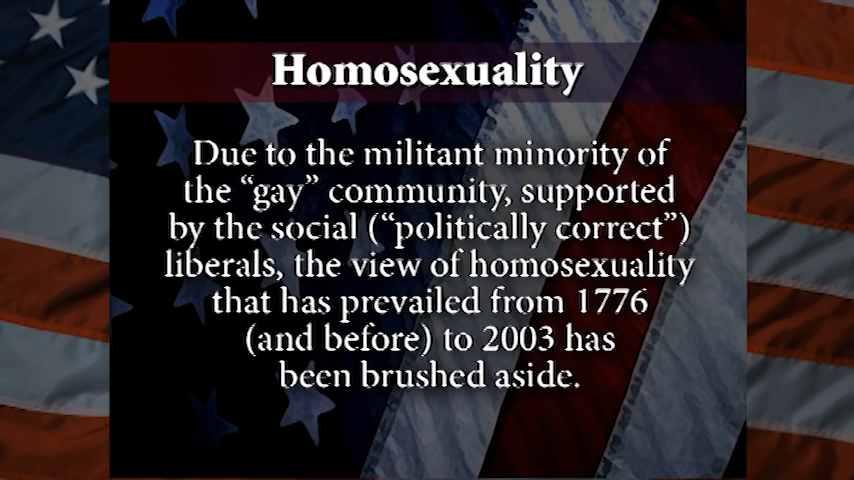 Homosexuality
Due to the militant minority of
the “gay” community, supported
by the social (“politically correct”)
liberals, the view of homosexuality
that has prevailed from 1776
(and before) to 2003 has
been brushed aside.